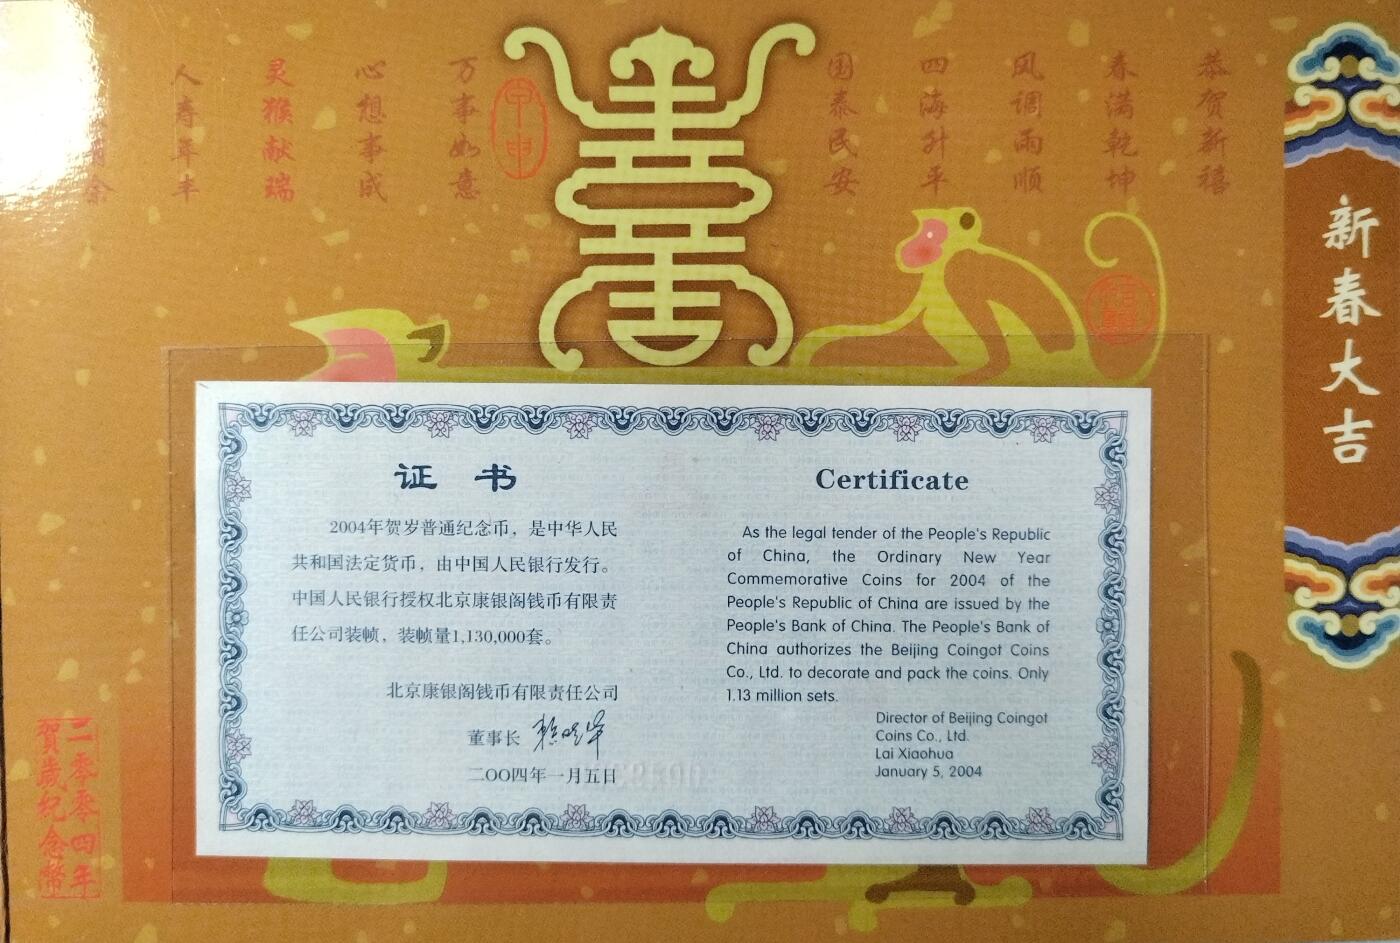 恭贺新禧
春满乾坤
风调雨顺
四海升平
国泰民安
甲申
万事如意
心想事成
灵猴献瑞
人寿年丰
余
新春大吉
证书
2004年贺岁普通纪念币，是中华人民
共和国法定货币，由中国人民银行发行。
中国人民银行授权北京康银阁钱币有限责
任公司装帧，装帧量1,130,000套。
北京康银阁钱币有限责任公司
董事长
二OO四年一月五日
Certificate
As the legal tender of the People's Republic
of China, the Ordinary New Year
Commemorative Coins for 2004 of the
People's Republic of China are issued by the
People's Bank of China. The People's Bank of
China authorizes the Beijing Coingot Coins
Co., Ltd. to decorate and pack the coins. Only
1.13 million sets.
Director of Beijing Coingot
Coins Co., Ltd.
Lai Xiaohua
January 5, 2004
二零零四年
賀歲纪念幣